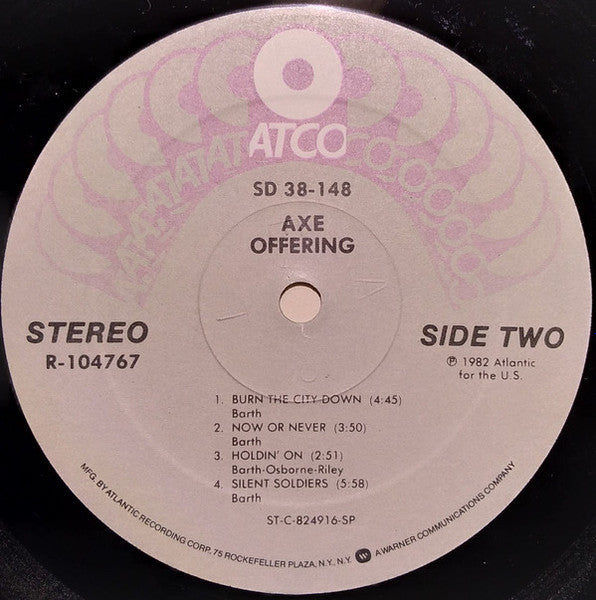 ATCO
SD 38-148
AXE
OFFERING
STEREO
R-104767
SIDE TWO
℗ 1982 Atlantic
for the U.S.
1. BURN THE CITY DOWN (4:45)
Barth
2. NOW OR NEVER (3:50)
Barth
3. HOLDIN' ON (2:51)
Barth-Osborne-Riley
4. SILENT SOLDIERS (5:58)
Barth
ST-C-824916-SP
MFG. BY ATLANTIC RECORDING CORP. 75 ROCKEFELLER PLAZA, N.Y., N.Y. W A WARNER COMMUNICATIONS COMPANY